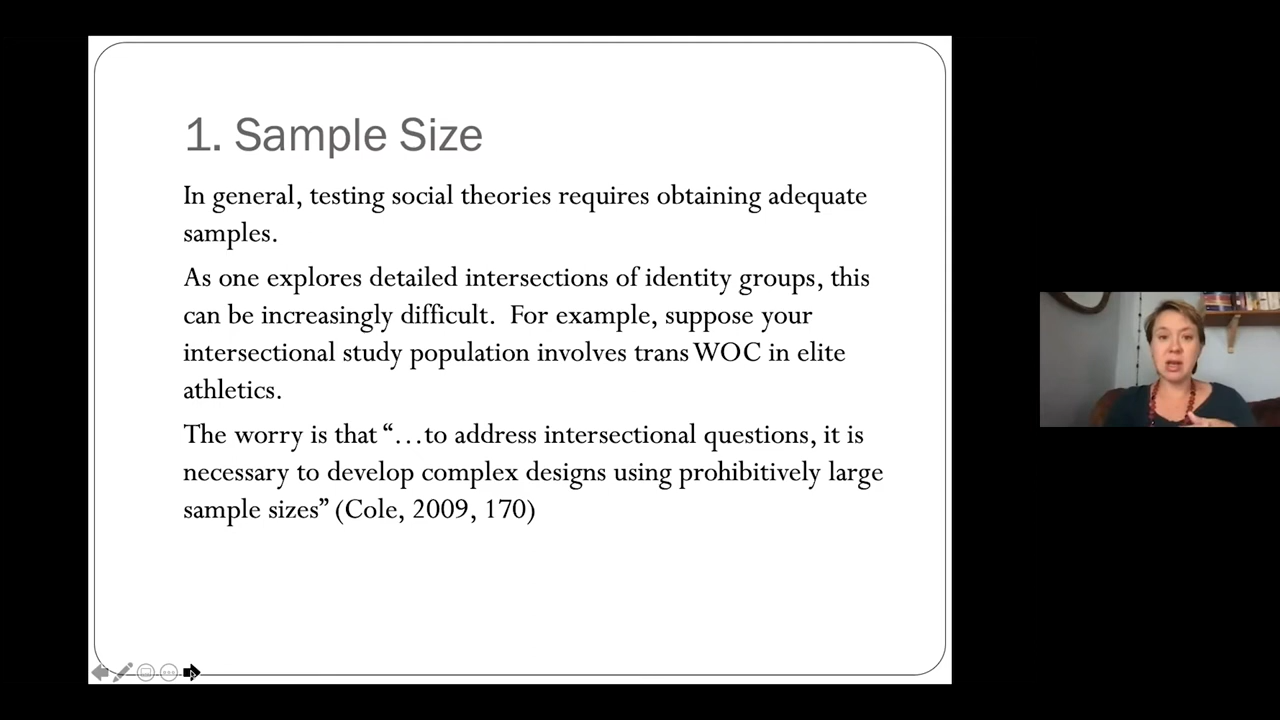 1. Sample Size
In general, testing social theories requires obtaining adequate
samples.
As one explores detailed intersections of identity groups, this
can be increasingly difficult.  For example, suppose your
intersectional study population involves trans WOC in elite
athletics.
The worry is that “…to address intersectional questions, it is
necessary to develop complex designs using prohibitively large
sample sizes” (Cole, 2009, 170)